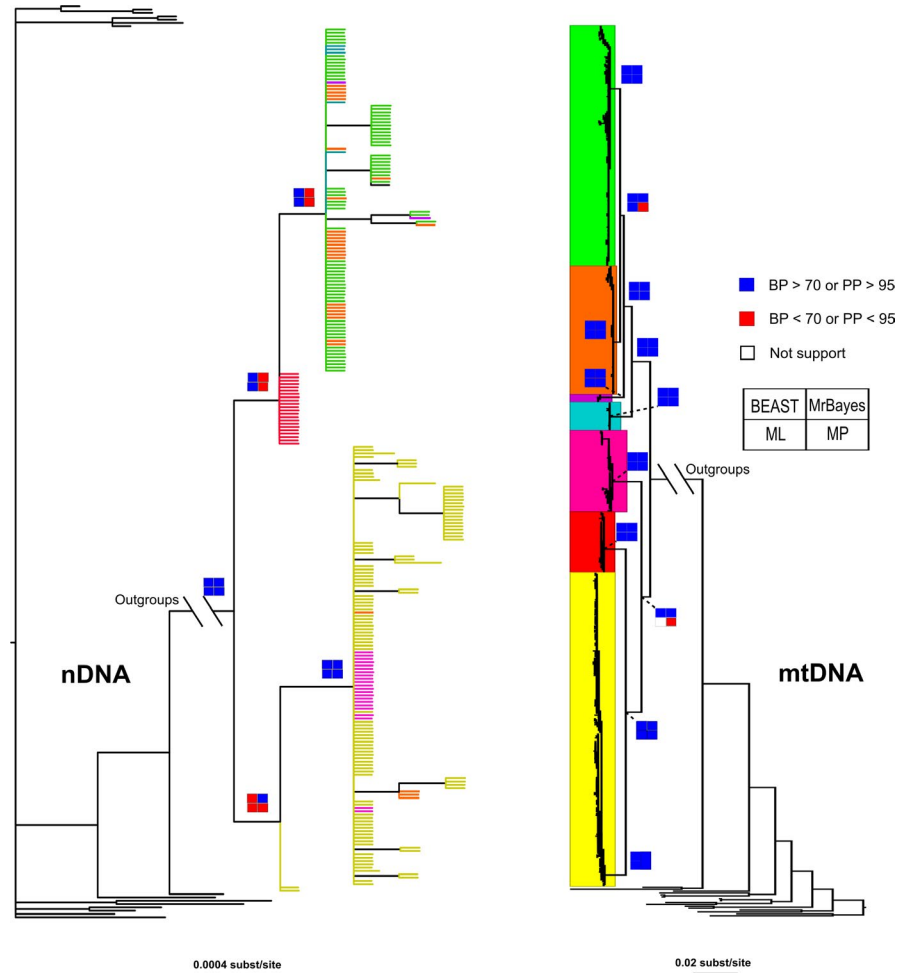 BP > 70 or PP > 95
BP < 70 or PP < 95
Not support
BEAST MrBayes
ML MP
Outgroups
Outgroups
nDNA
mtDNA
0.0004 subst/site
0.02 subst/site